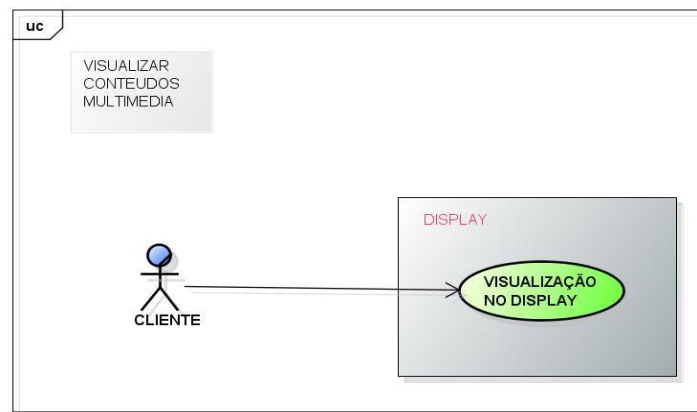 uc
VISUALIZAR
CONTEUDOS
MULTIMEDIA
DISPLAY
VISUALIZAÇÃO
NO DISPLAY
CLIENTE